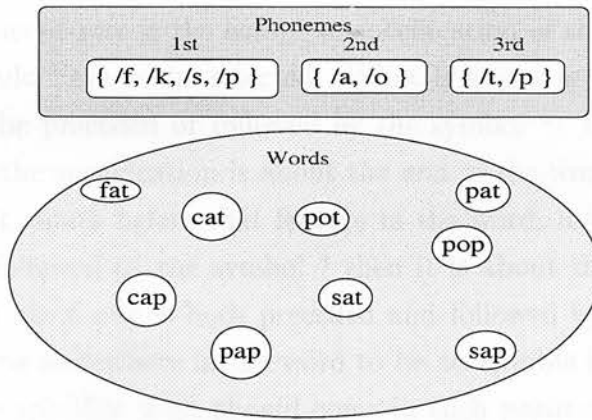 Phonemes
1st 2nd 3rd
{ /f, /k, /s, /p } { /a, /o } { /t, /p }
Words
fat cat pot pat
pop
cap sat
pap sap